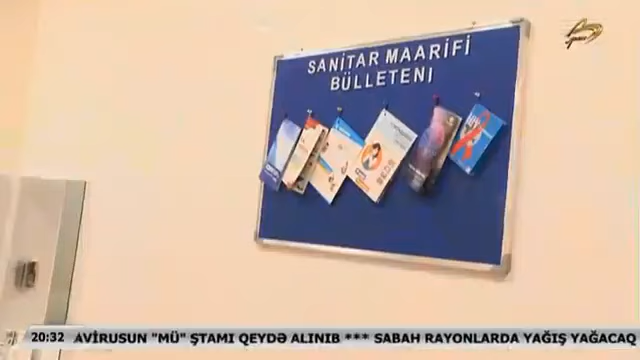 SANİTAR MAARİFİ
BÜLLETENI
20:32 AVİRUSUN "MÜ" ŞTAMI QEYDƏ ALINIB *** SABAH RAYONLARDA YAĞIŞ YAĞACAQ